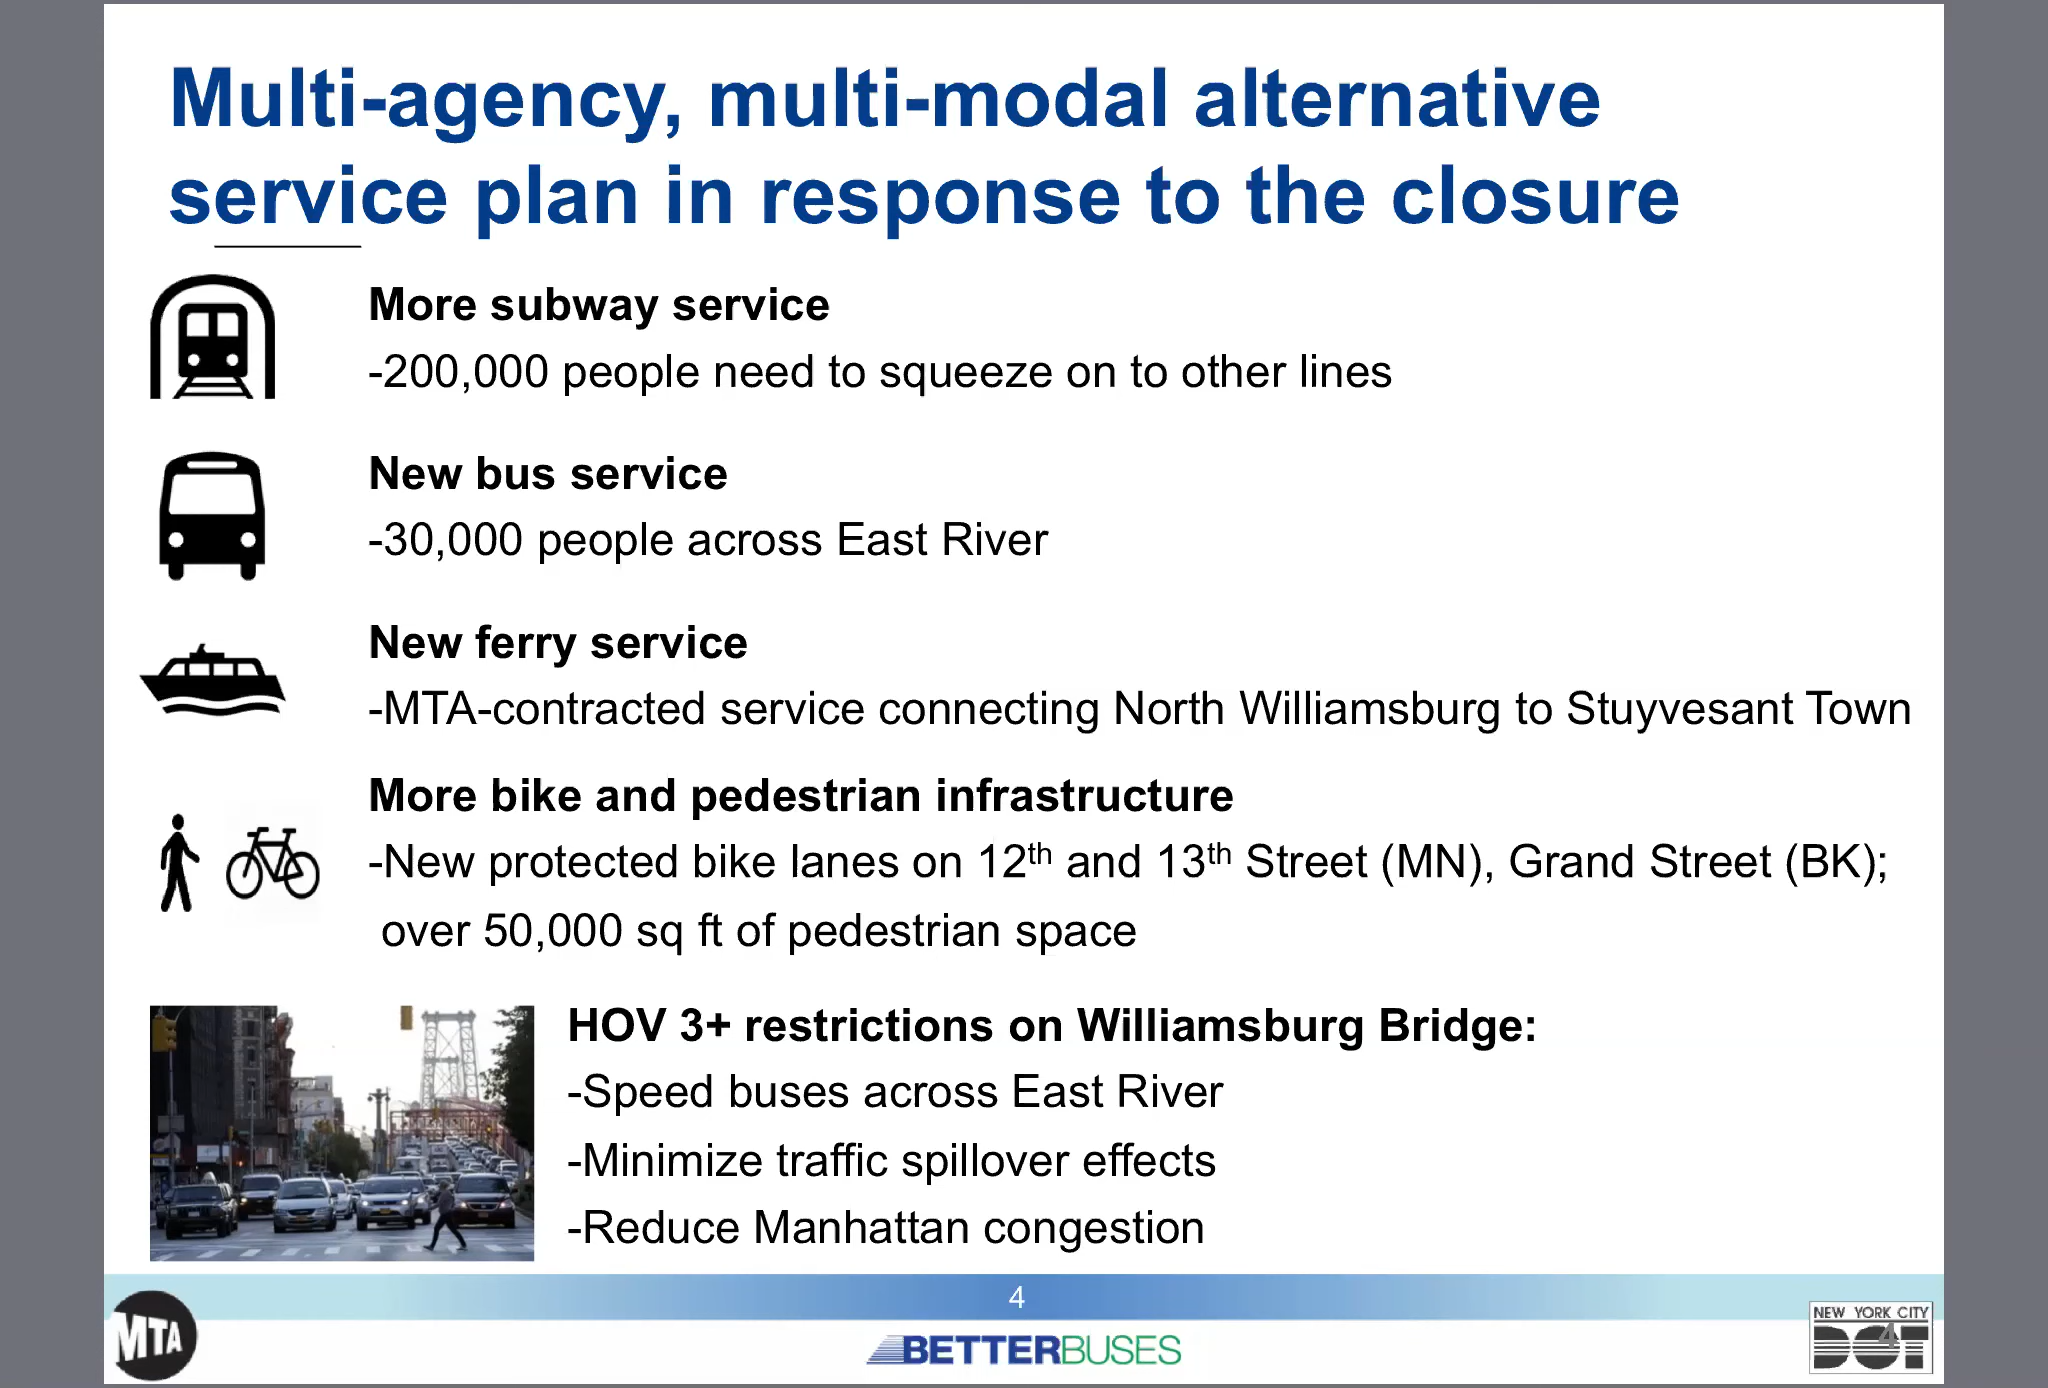 Multi-agency, multi-modal alternative
service plan in response to the closure
More subway service
-200,000 people need to squeeze on to other lines
New bus service
-30,000 people across East River
New ferry service
-MTA-contracted service connecting North Williamsburg to Stuyvesant Town
More bike and pedestrian infrastructure
-New protected bike lanes on 12th and 13th Street (MN), Grand Street (BK);
over 50,000 sq ft of pedestrian space
HOV 3+ restrictions on Williamsburg Bridge:
-Speed buses across East River
-Minimize traffic spillover effects
-Reduce Manhattan congestion
4
MTA
BETTERBUSES
NEW YORK CITY
DOT
4